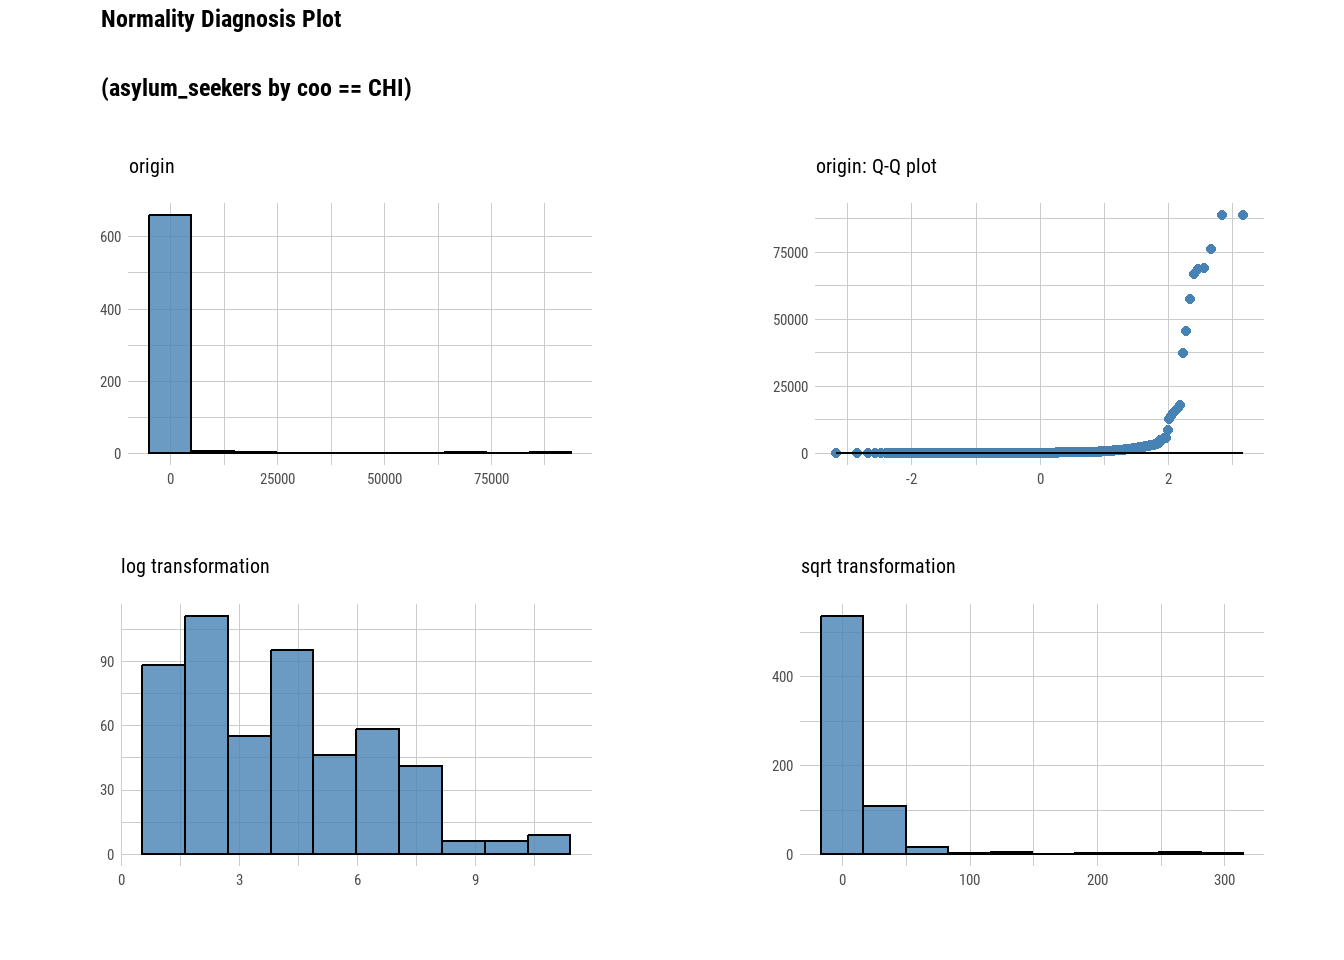 Normality Diagnosis Plot
(asylum_seekers by coo == CHI)
origin
600
400
200
0
0 25000 50000 75000
origin: Q-Q plot
75000
50000
25000
0
-2 0 2
log transformation
90
60
30
0
0 3 6 9
sqrt transformation
400
200
0
0 100 200 300